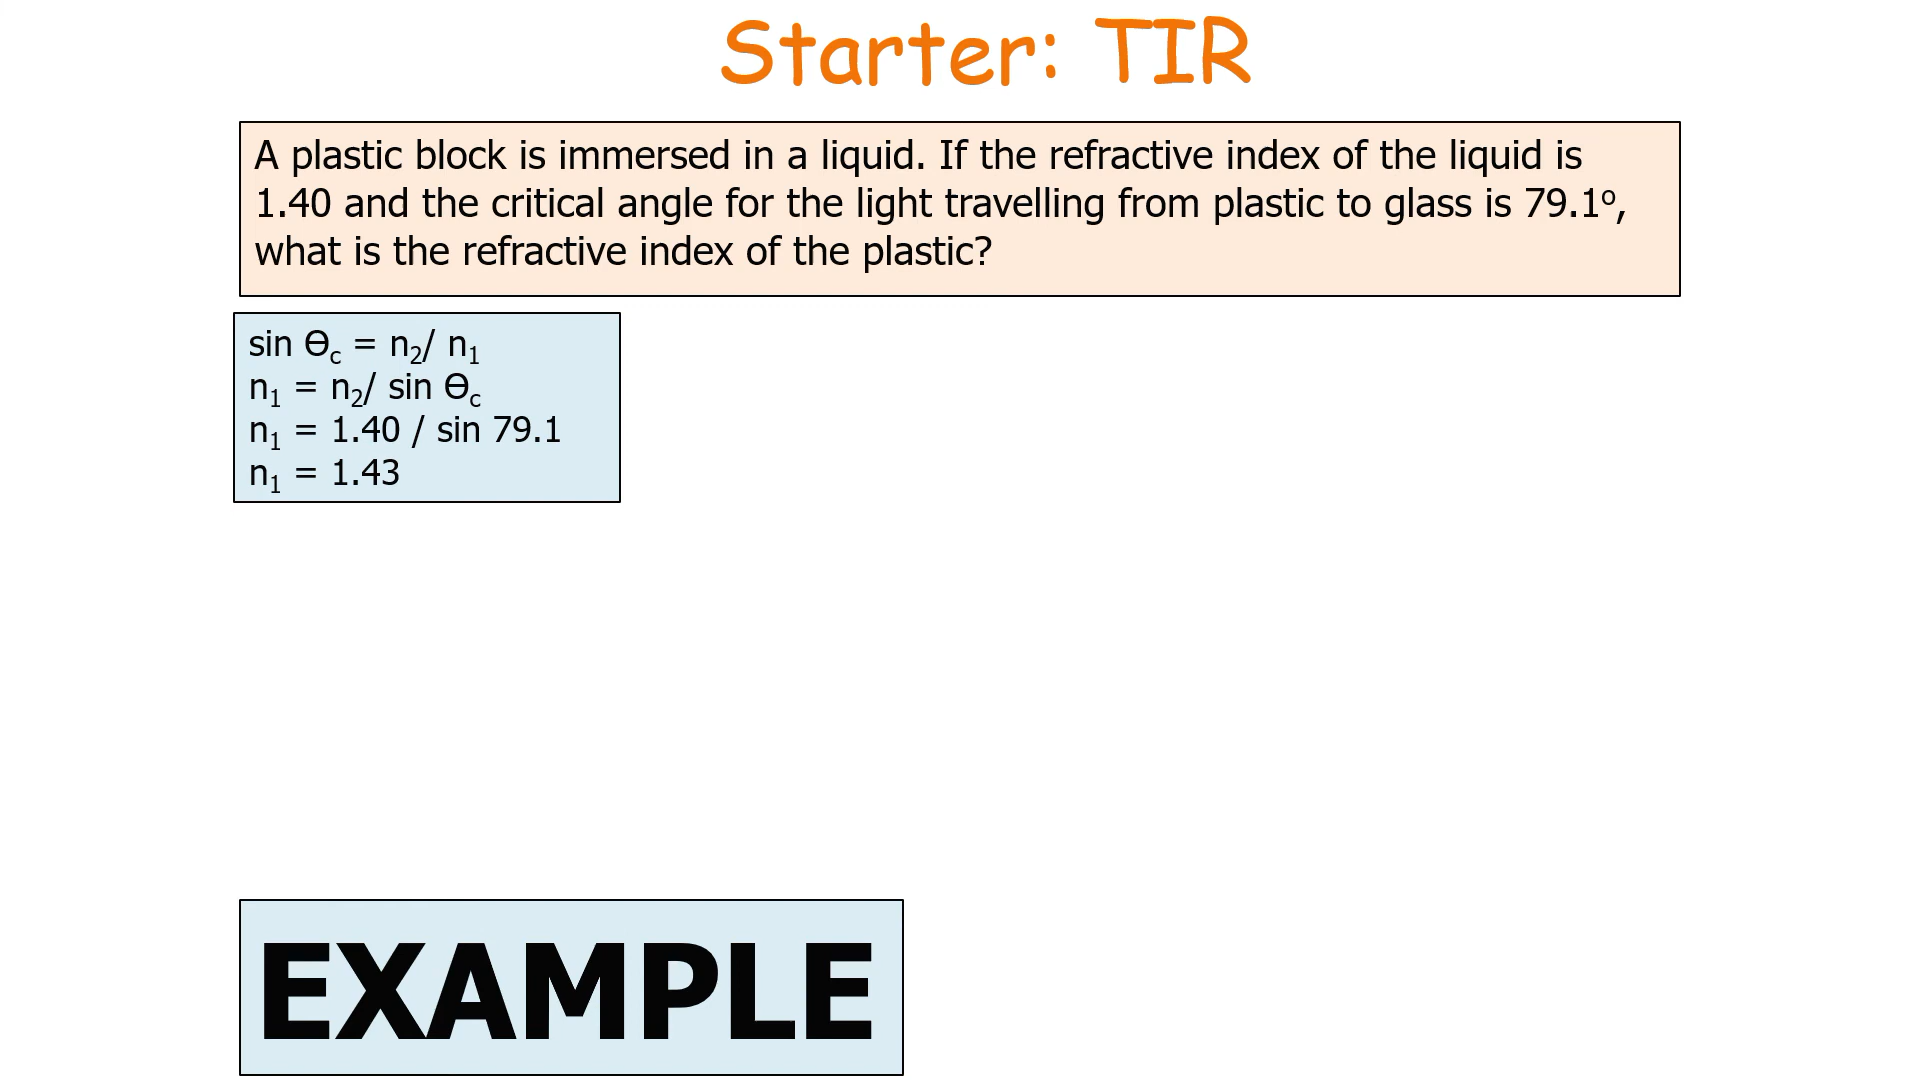 Starter: TIR
A plastic block is immersed in a liquid. If the refractive index of the liquid is
1.40 and the critical angle for the light travelling from plastic to glass is 79.1º,
what is the refractive index of the plastic?
sin ϴc = n2/ n1
n1 = n2/ sin ϴc
n1 = 1.40 / sin 79.1
n1 = 1.43
EXAMPLE